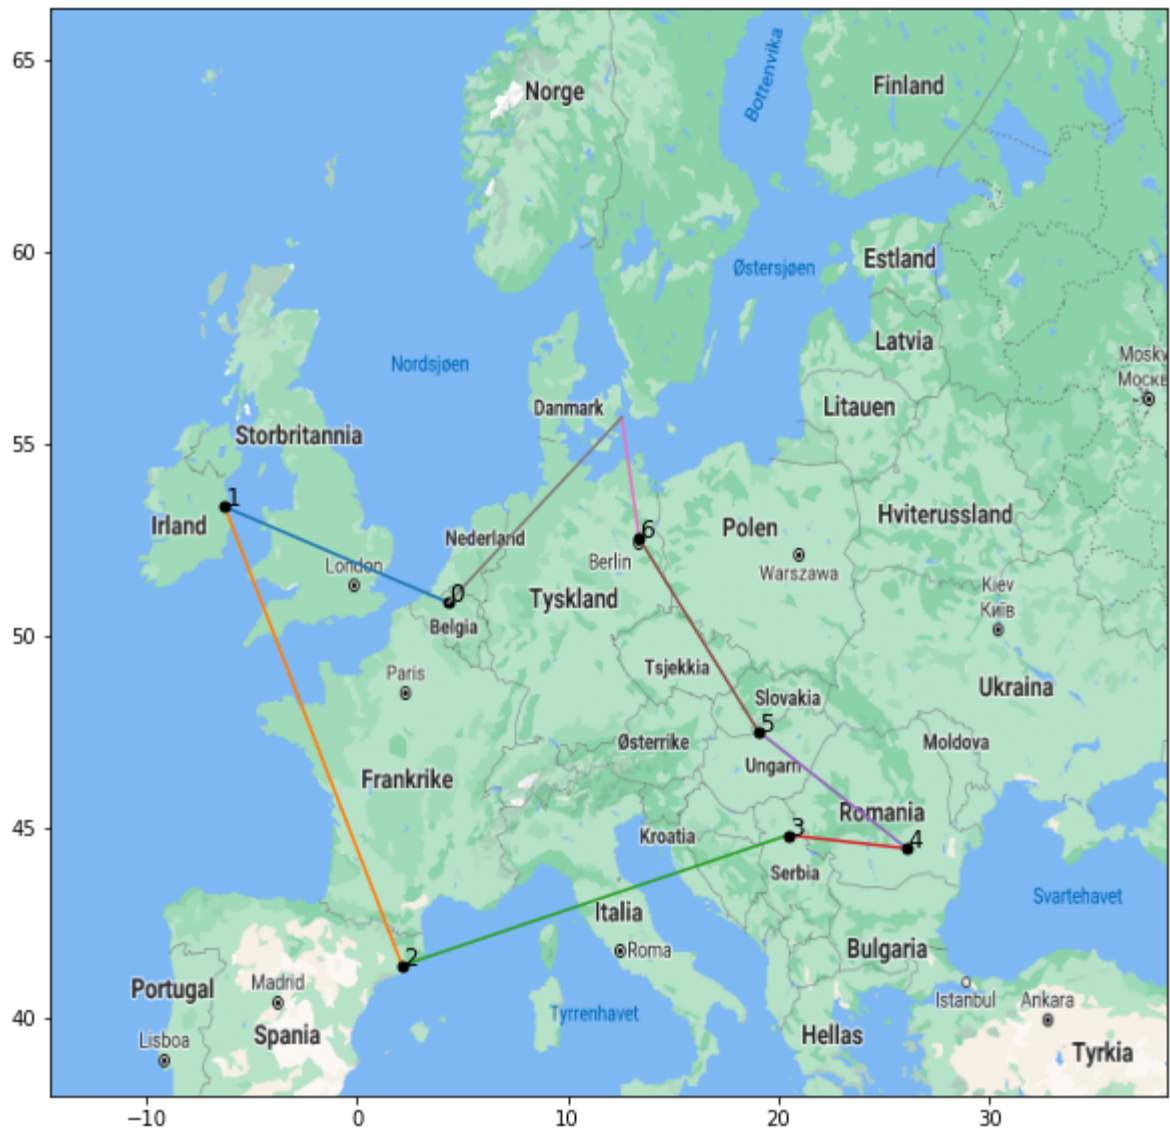 65
Norge
Bottenvika
Finland
60
Estland
Østersjøen
Latvia
Nordsjøen
Danmark
Litauen
Mosky
Москв
55
Storbritannia
1
Irland
Nederland
6
Polen
Hviterussland
Berlin
Warszawa
London
Kiev
Київ
0
Tyskland
Belgia
50
Paris
Tsjekkia
Slovakia
Ukraina
5
Østerrike
Ungarn
Moldova
Frankrike
Romania
45
Kroatia
3
4
Serbia
Svartehavet
Italia
Roma
2
Bulgaria
Portugal
Madrid
Istanbul
Ankara
40
Tyrrenhavet
Lisboa
Spania
Hellas
Tyrkia
−10
0
10
20
30